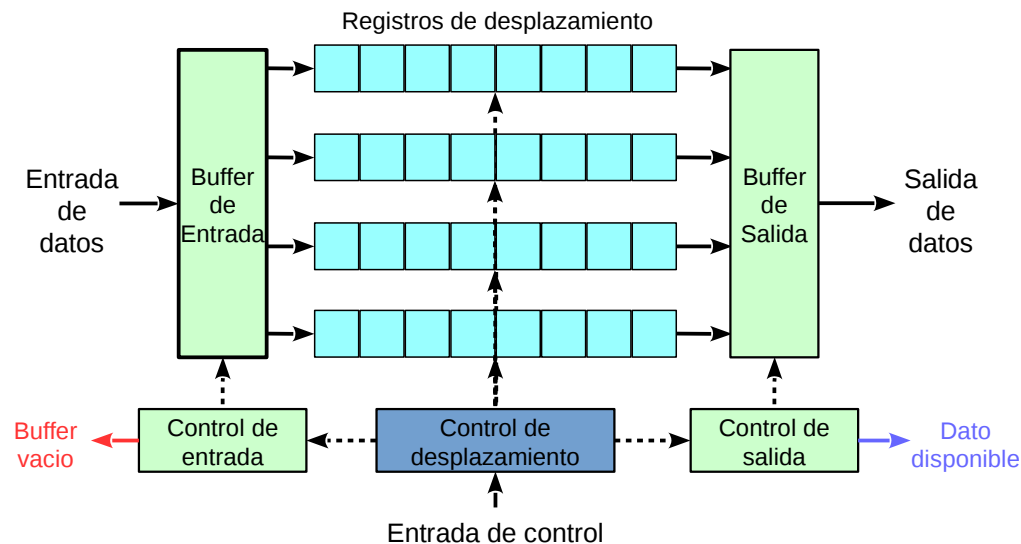 Registros de desplazamiento
Entrada
de
datos
Buffer
de
Entrada
Buffer
de
Salida
Salida
de
datos
Buffer
vacio
Control de
entrada
Control de
desplazamiento
Control de
salida
Dato
disponible
Entrada de control